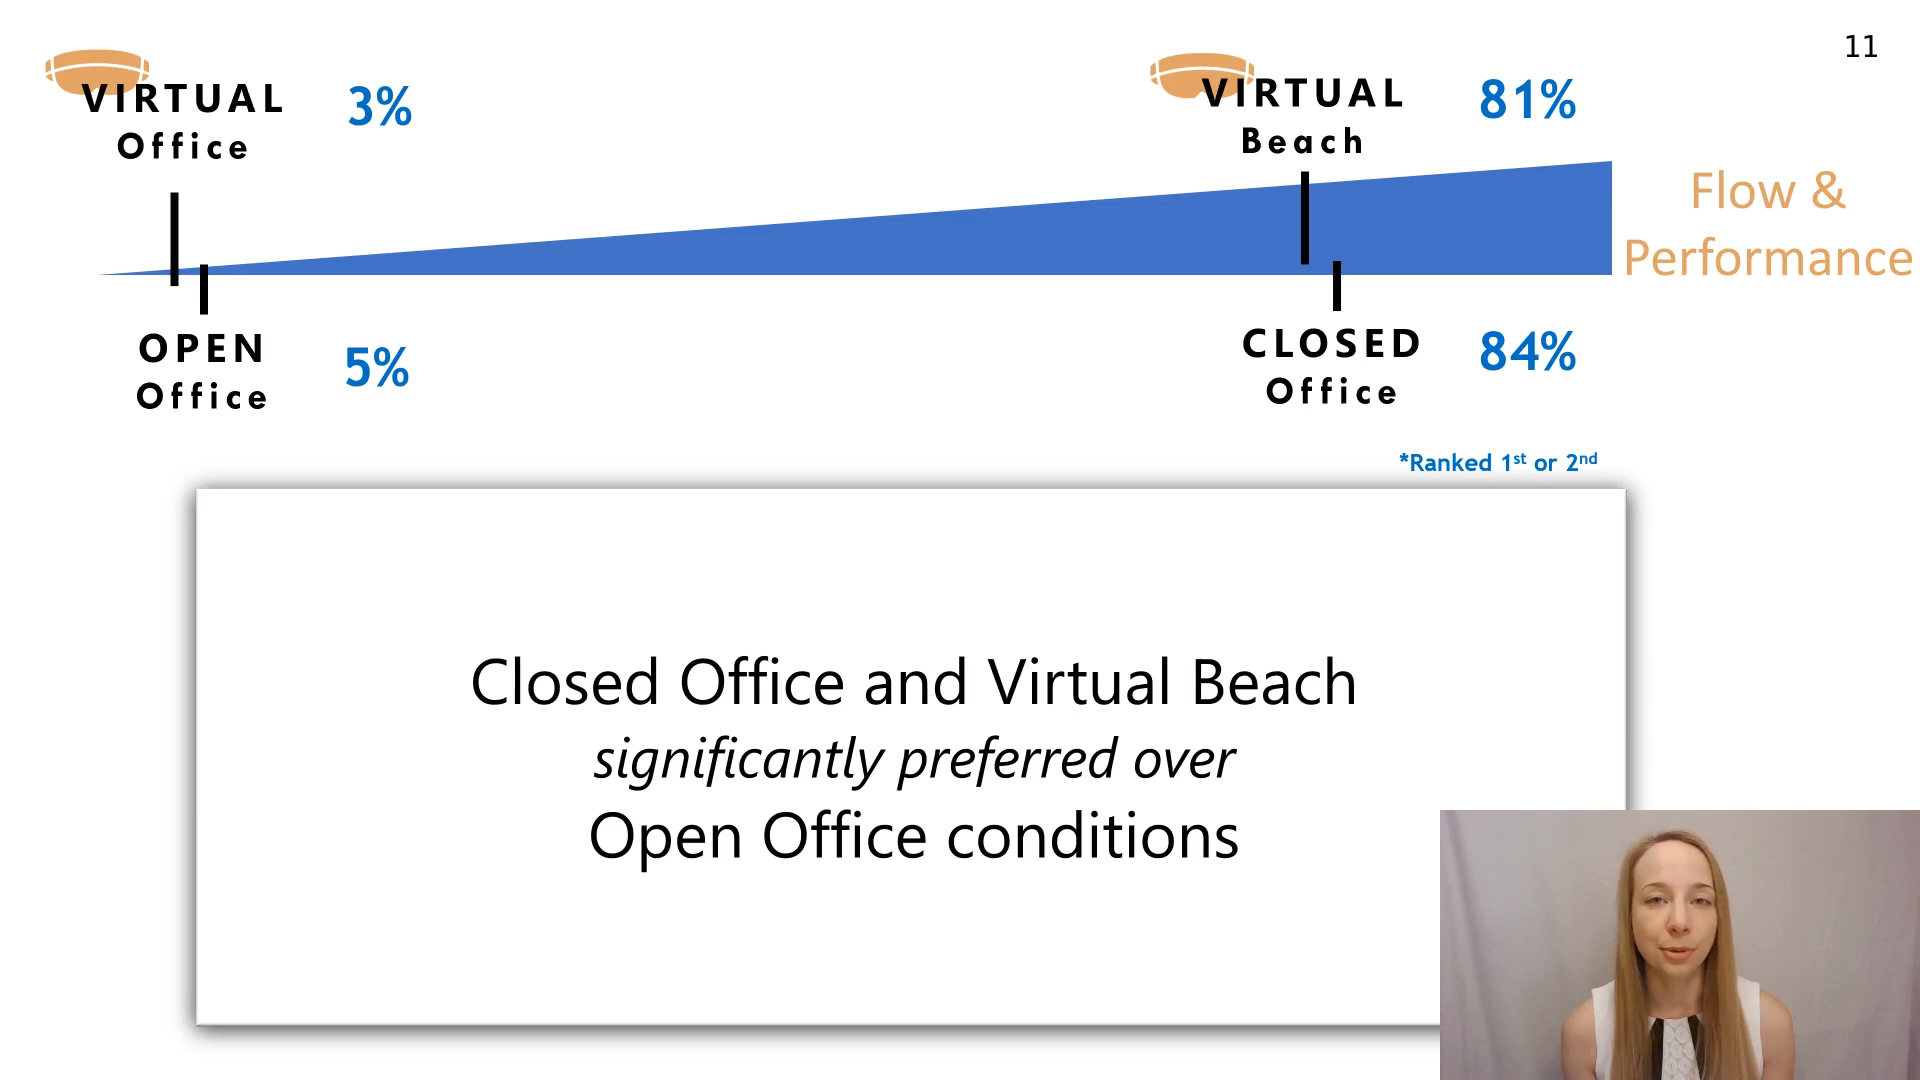 11
VIRTUAL
Office
3%
VIRTUAL
Beach
81%
Flow &
Performance
OPEN
Office
5%
CLOSED
Office
84%
*Ranked 1st or 2nd
Closed Office and Virtual Beach
significantly preferred over
Open Office conditions